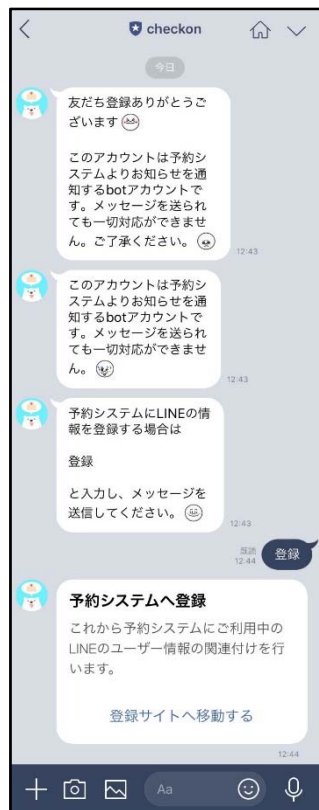 checkon
今日
友だち登録ありがとうご
ざいます
このアカウントは予約シ
ステムよりお知らせを通
知するbotアカウントで
す。メッセージを送られ
ても一切対応ができませ
ん。ご了承ください。
12:43
このアカウントは予約シ
ステムよりお知らせを通
知するbotアカウントで
す。メッセージを送られ
ても一切対応ができませ
ん。
12:43
予約システムにLINEの情
報を登録する場合は
登録
と入力し、メッセージを
送信してください。
12:43
既読
12:44
登録
予約システムへ登録
これから予約システムにご利用中の
LINEのユーザー情報の関連付けを行
います。
登録サイトへ移動する
12:44
Aa